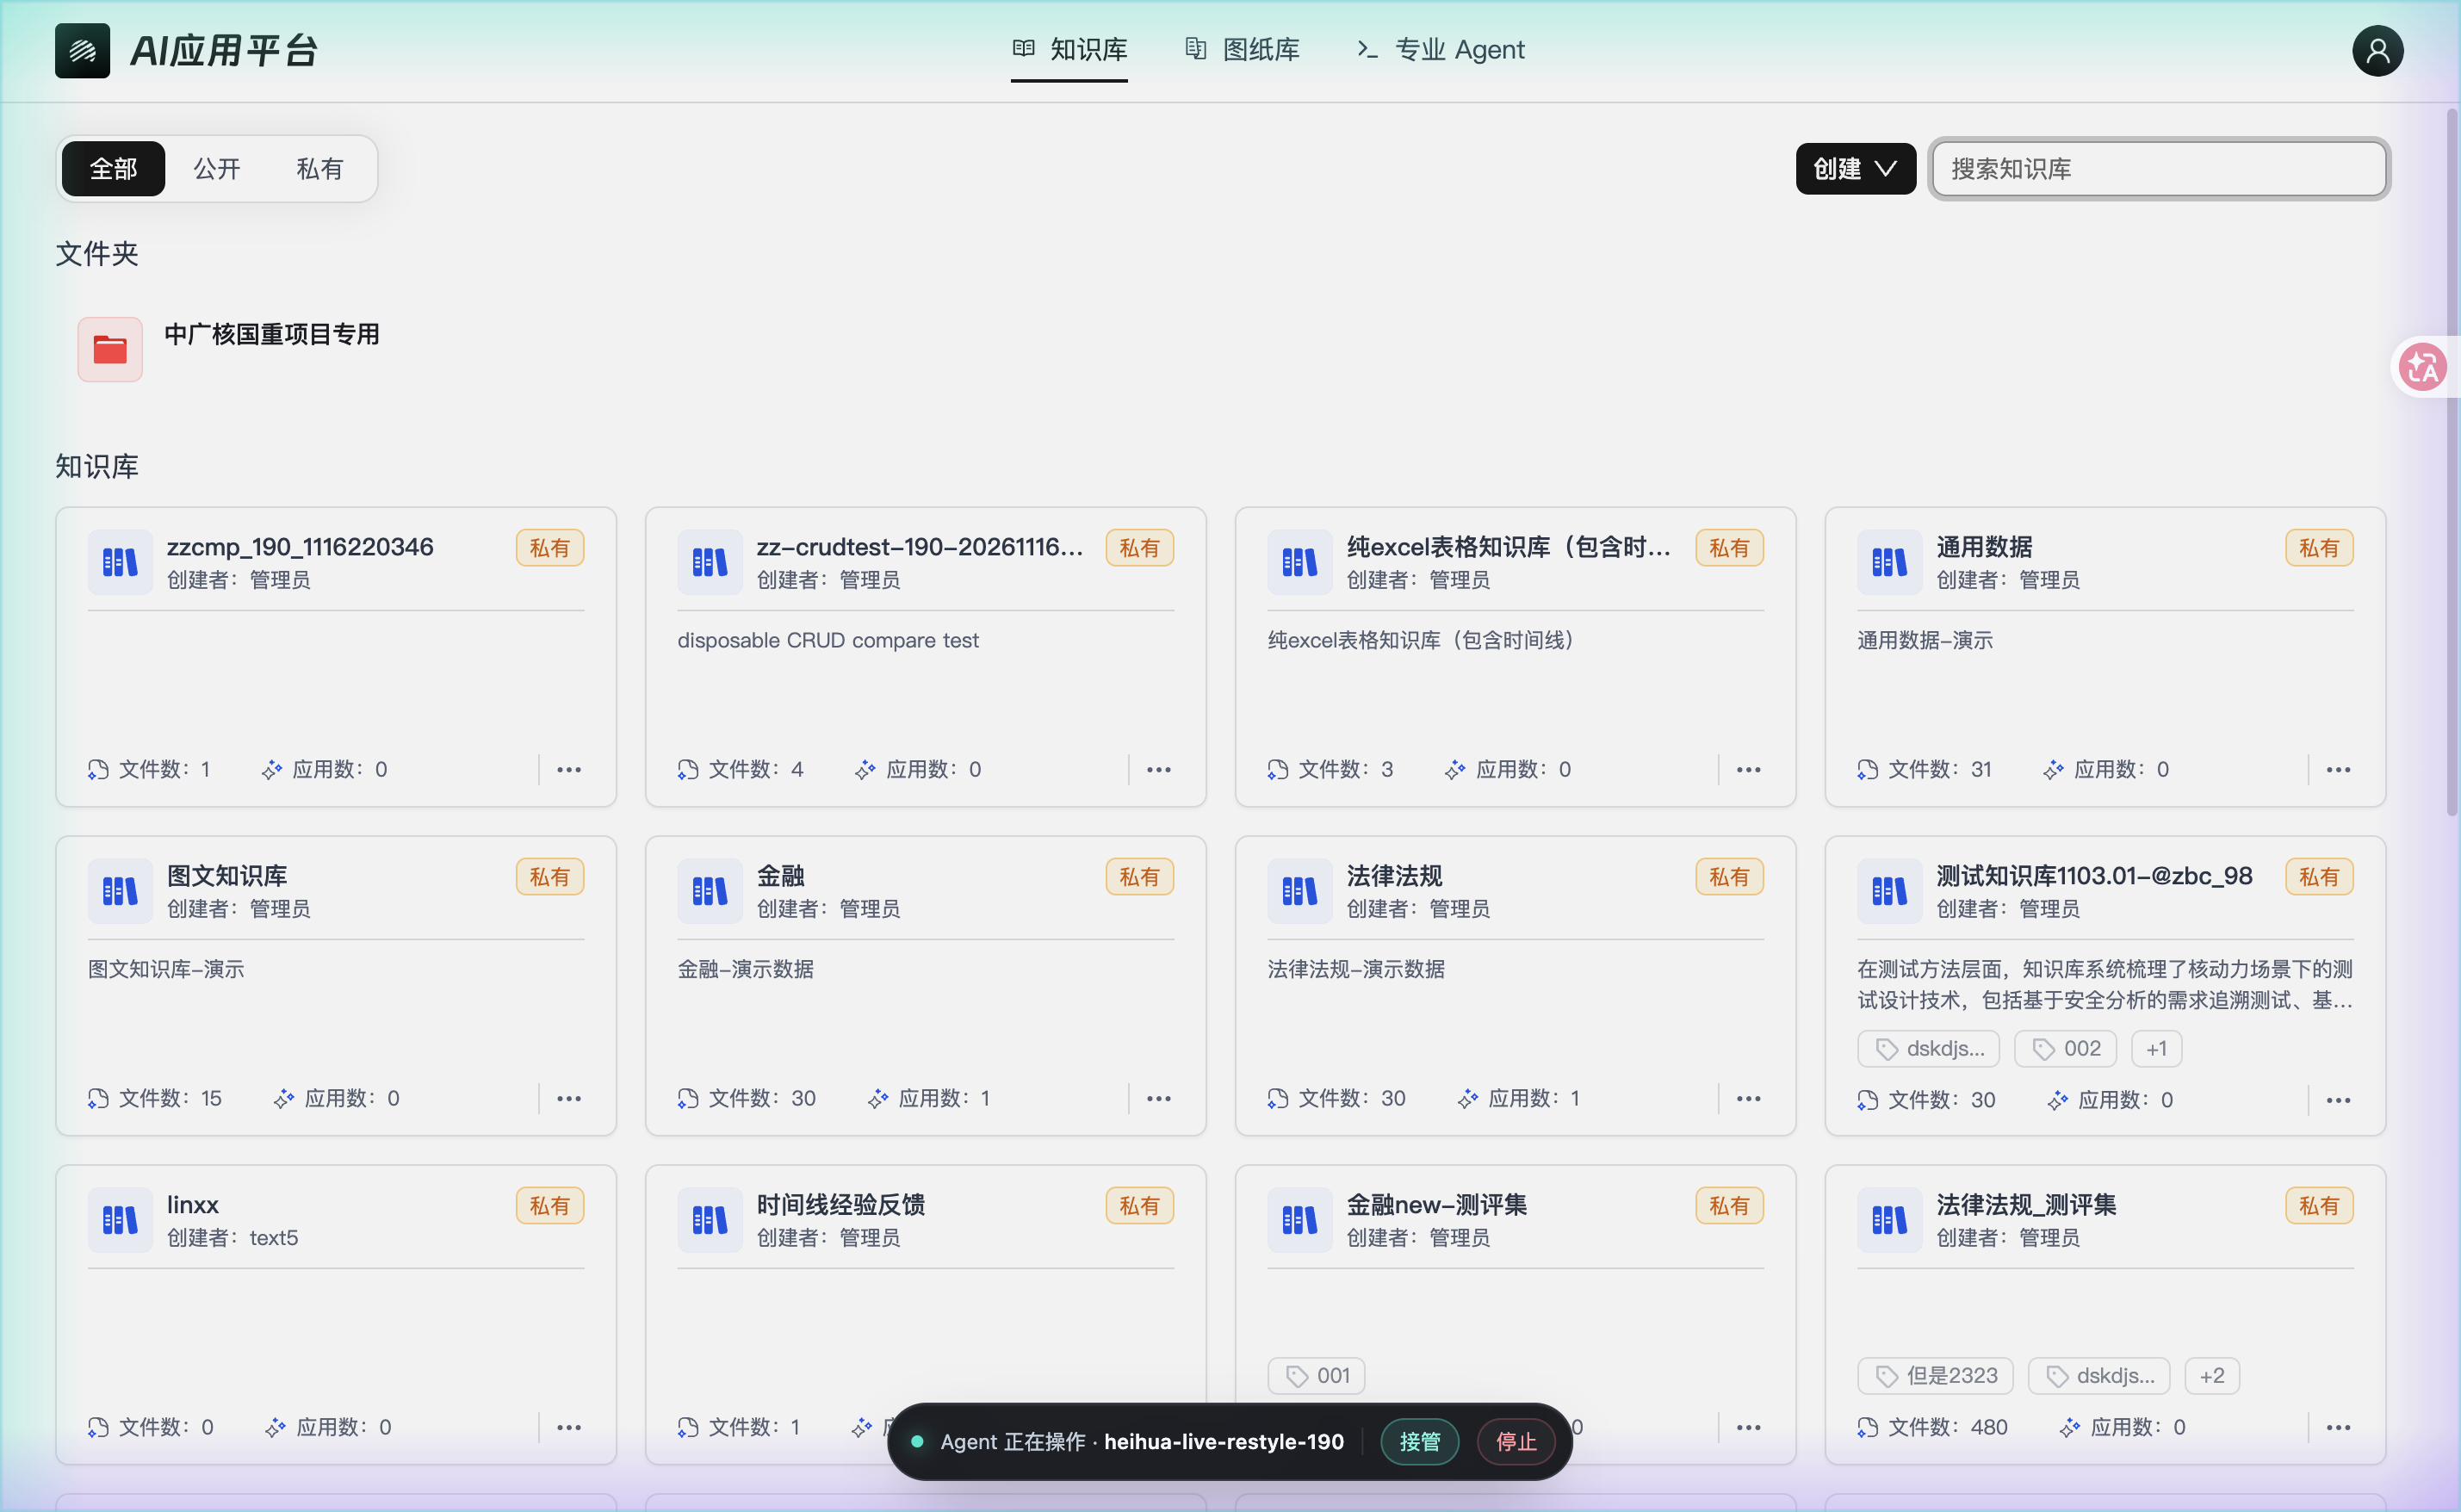 AI应用平台
知识库
图纸库
专业 Agent
全部
公开
私有
创建
搜索知识库
文件夹
中广核国重项目专用
知识库
zzcmp_190_1116220346
私有
创建者：管理员
文件数：1
应用数：0
zz-crudtest-190-20261116...
私有
创建者：管理员
disposable CRUD compare test
文件数：4
应用数：0
纯excel表格知识库（包含时...
私有
创建者：管理员
纯excel表格知识库（包含时间线）
文件数：3
应用数：0
通用数据
私有
创建者：管理员
通用数据-演示
文件数：31
应用数：0
图文知识库
私有
创建者：管理员
图文知识库-演示
文件数：15
应用数：0
金融
私有
创建者：管理员
金融-演示数据
文件数：30
应用数：1
法律法规
私有
创建者：管理员
法律法规-演示数据
文件数：30
应用数：1
测试知识库1103.01-@zbc_98
私有
创建者：管理员
在测试方法层面，知识库系统梳理了核动力场景下的测
试设计技术，包括基于安全分析的需求追溯测试、基...
dskdjs...
002
+1
文件数：30
应用数：0
linxx
私有
创建者：text5
文件数：0
应用数：0
时间线经验反馈
私有
创建者：管理员
文件数：1
金融new-测评集
私有
创建者：管理员
001
0
法律法规_测评集
私有
创建者：管理员
但是2323
dskdjs...
+2
文件数：480
应用数：0
Agent 正在操作 · heihua-live-restyle-190
接管
停止